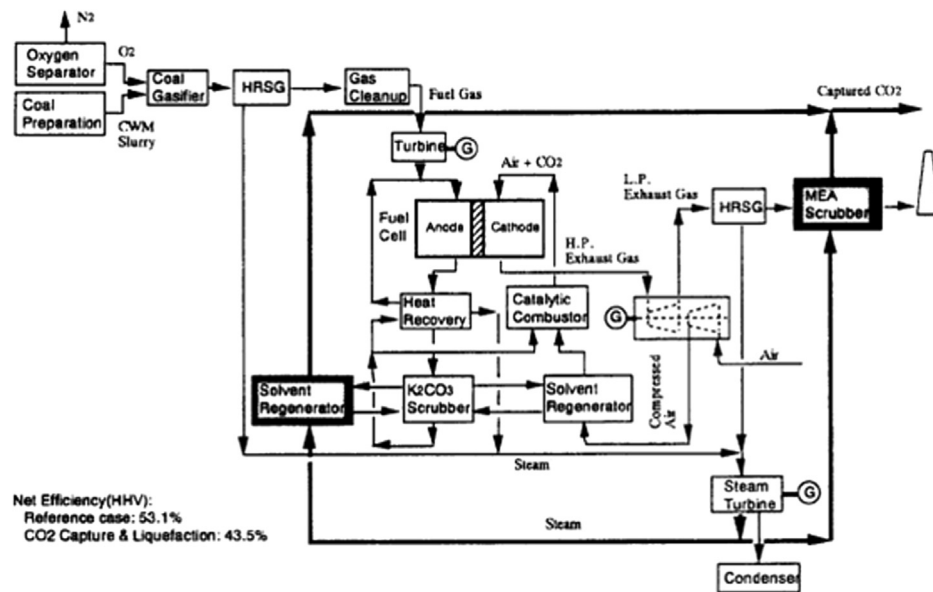 N2
O2
Oxygen
Separator
Coal
Preparation
CWM
Slurry
Coal
Gasifier
HRSG
Gas
Cleanup
Fuel Gas
Captured CO2
Turbine
G
Air + CO2
L.P.
Exhaust Gas
HRSG
MEA
Scrubber
Fuel
Cell
Anode
Cathode
H.P.
Exhaust Gas
Heat
Recovery
Catalytic
Combustor
G
Air
Solvent
Regenerator
K2CO3
Scrubber
Solvent
Regenerator
Compressed
Air
Steam
Steam
Turbine
G
Net Efficiency(HHV):
Reference case: 53.1%
CO2 Capture & Liquefaction: 43.5%
Steam
Condenser